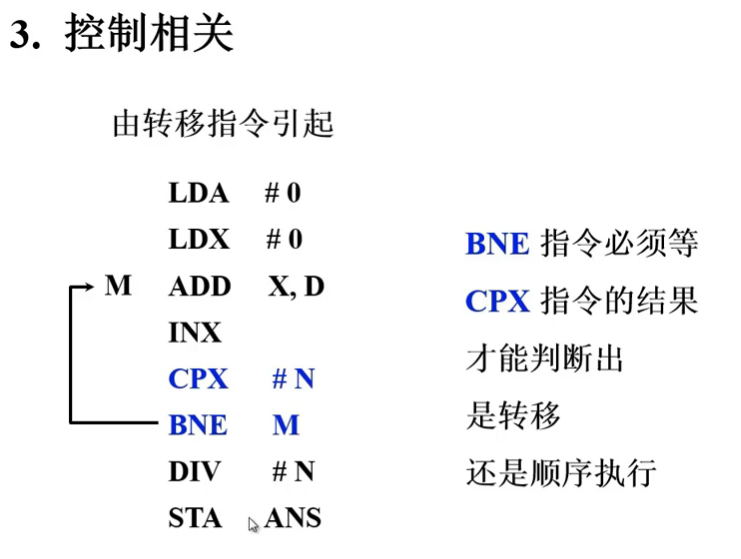 3. 控制相关
由转移指令引起
LDA # 0
LDX # 0
M ADD X, D
INX
CPX # N
BNE M
DIV # N
STA ANS
BNE 指令必须等
CPX 指令的结果
才能判断出
是转移
还是顺序执行